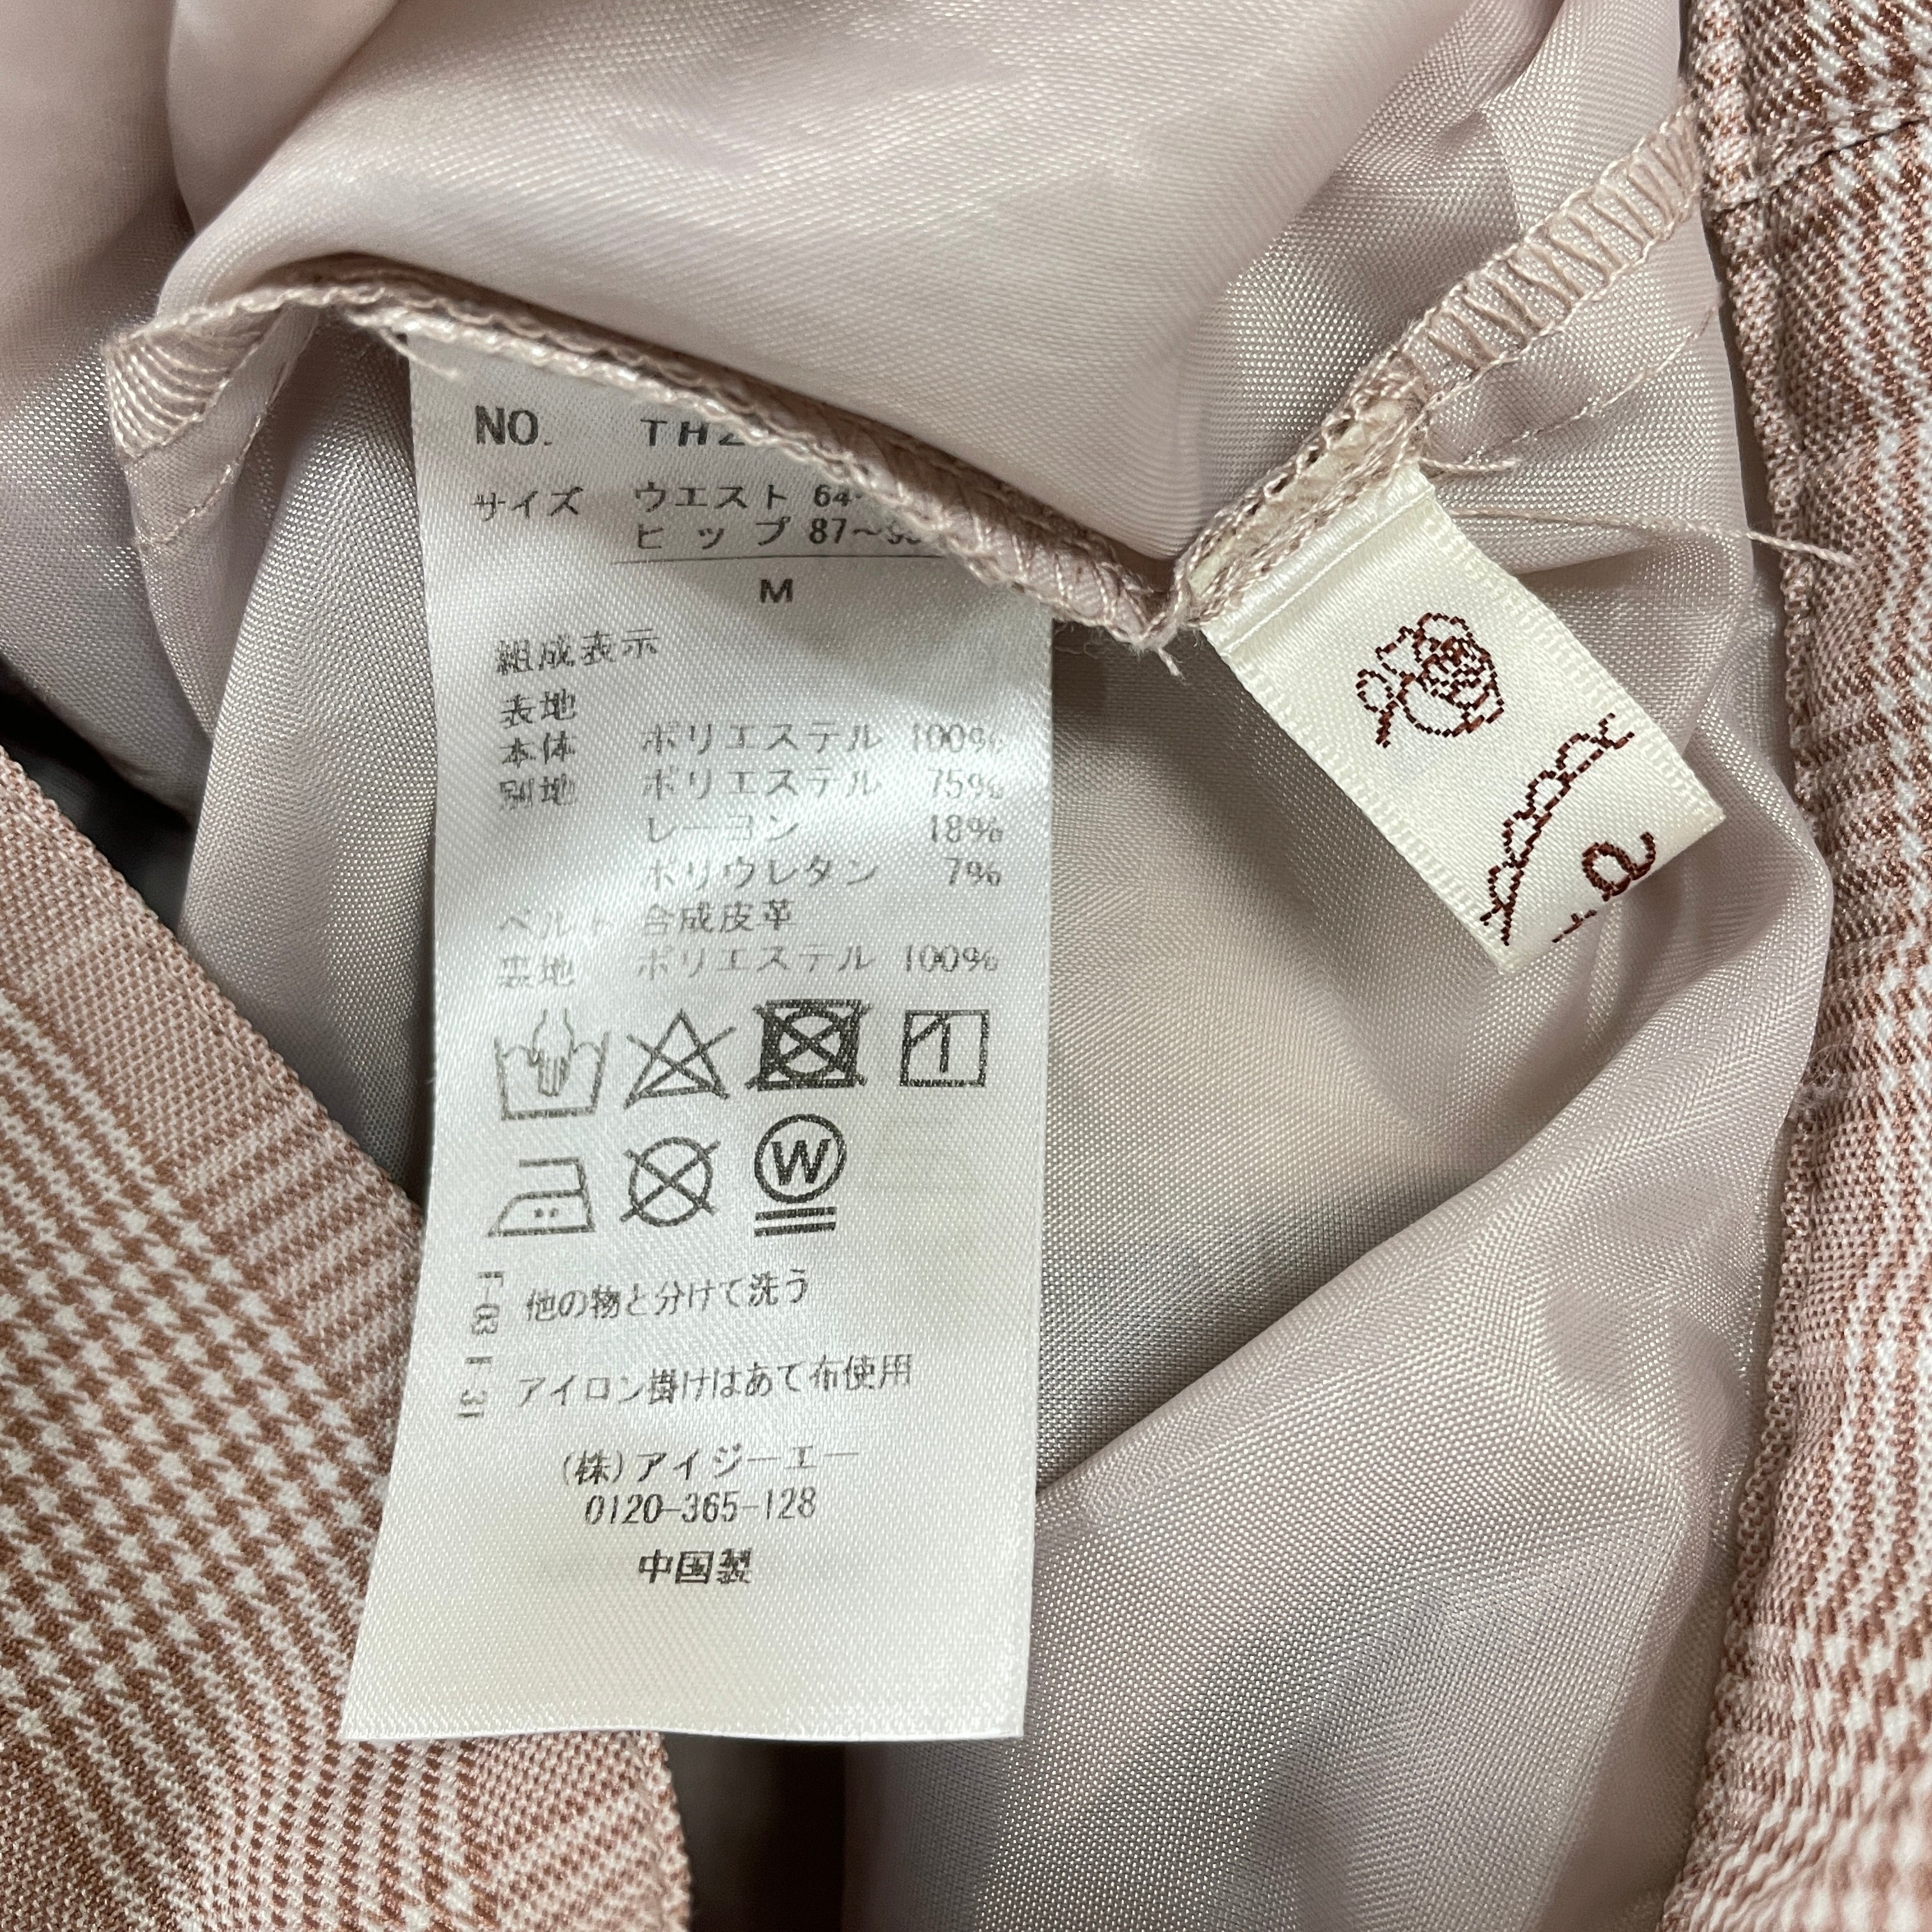 NO. TH2
サイズ ウエスト 64
ヒップ 87～
M
組成表示
表地
本体 ポリエステル 100%
別地 ポリエステル 75%
レーヨン 18%
ポリウレタン 7%
ベルト 合成皮革
裏地 ポリエステル 100%
W
T-03 他の物と分けて洗う
T-31 アイロン掛けはあて布使用
(株)アイジーエー
0120-365-128
中国製